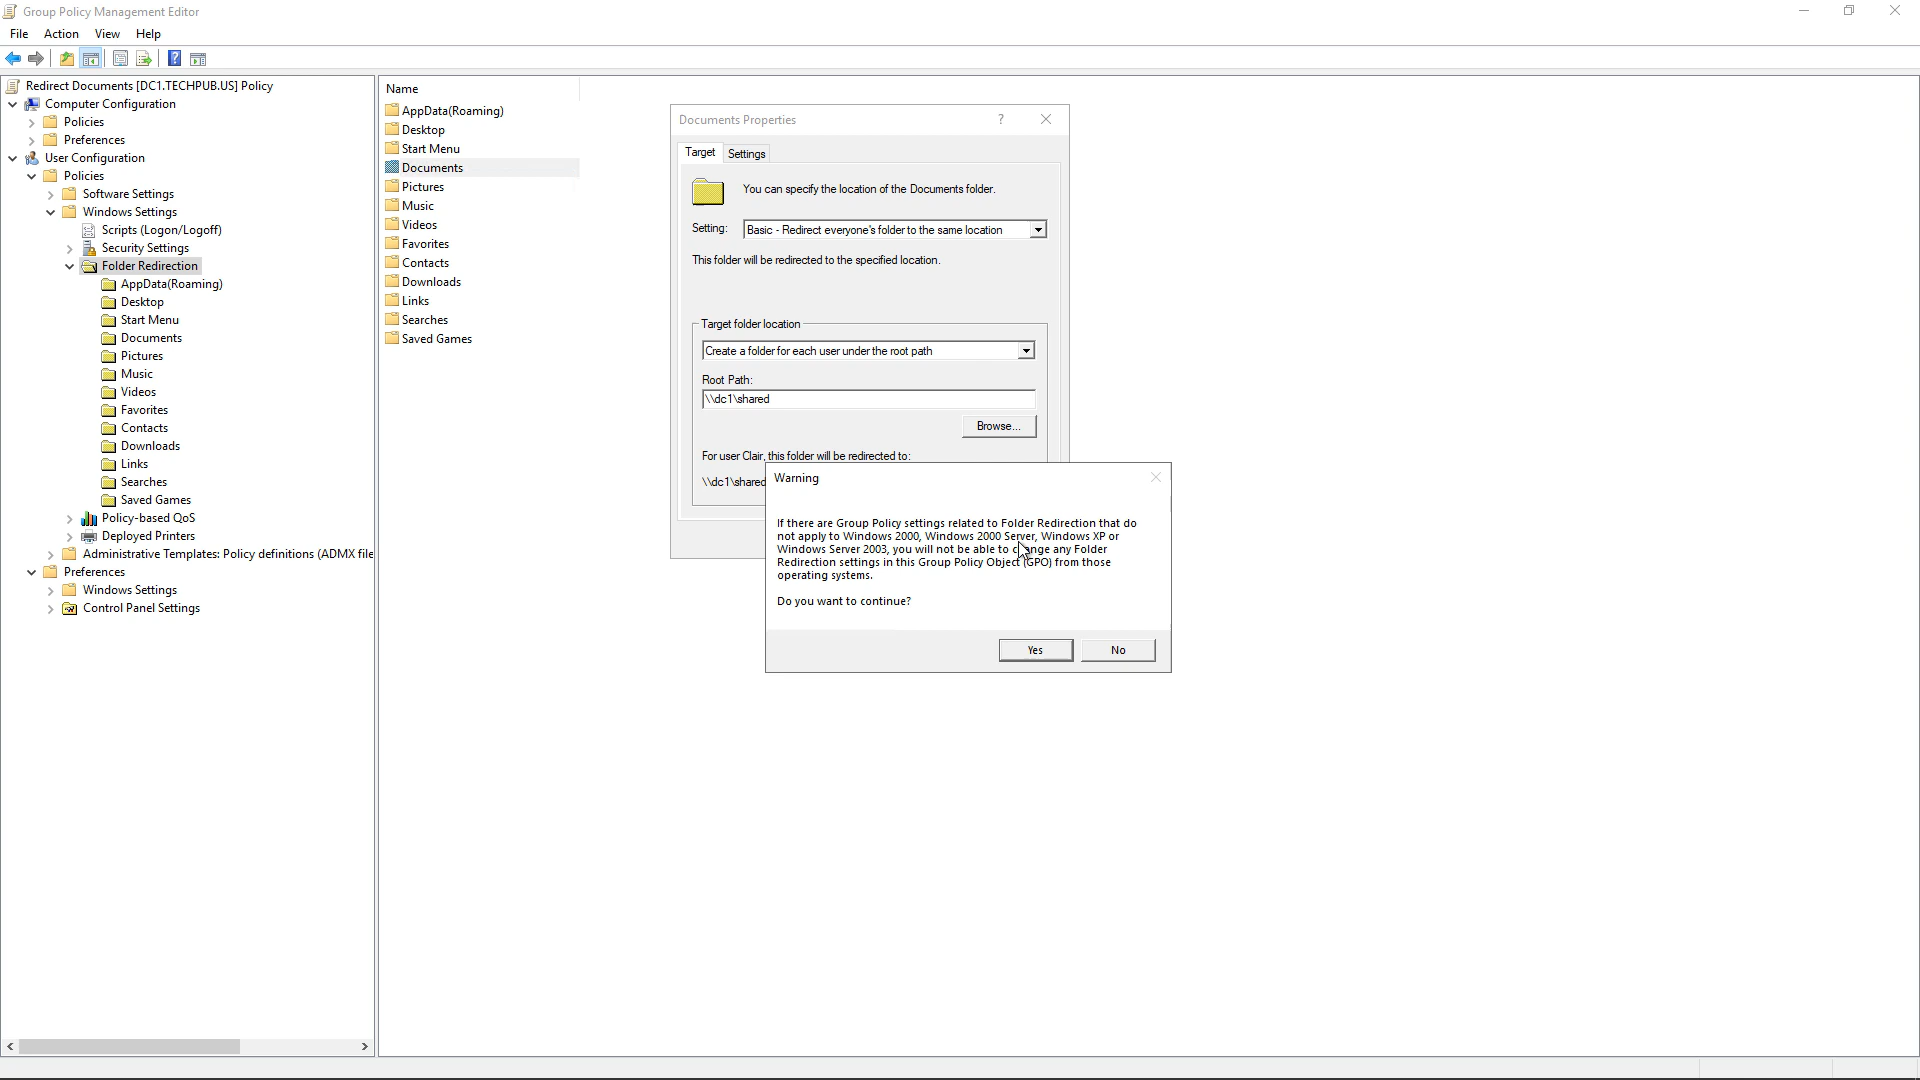 Group Policy Management Editor
File Action View Help
Redirect Documents [DC1.TECHPUB.US] Policy
Computer Configuration
Policies
Preferences
User Configuration
Policies
Software Settings
Windows Settings
Scripts (Logon/Logoff)
Security Settings
Folder Redirection
AppData(Roaming)
Desktop
Start Menu
Documents
Pictures
Music
Videos
Favorites
Contacts
Downloads
Links
Searches
Saved Games
Policy-based QoS
Deployed Printers
Administrative Templates: Policy definitions (ADMX file
Preferences
Windows Settings
Control Panel Settings
Name
AppData(Roaming)
Desktop
Start Menu
Documents
Pictures
Music
Videos
Favorites
Contacts
Downloads
Links
Searches
Saved Games
Documents Properties
Target Settings
You can specify the location of the Documents folder.
Setting: Basic - Redirect everyone's folder to the same location
This folder will be redirected to the specified location.
Target folder location
Create a folder for each user under the root path
Root Path:
\\dc1\shared
Browse...
For user Clair, this folder will be redirected to:
\\dc1\shared
Warning
If there are Group Policy settings related to Folder Redirection that do
not apply to Windows 2000, Windows 2000 Server, Windows XP or
Windows Server 2003, you will not be able to change any Folder
Redirection settings in this Group Policy Object (GPO) from those
operating systems.
Do you want to continue?
Yes No